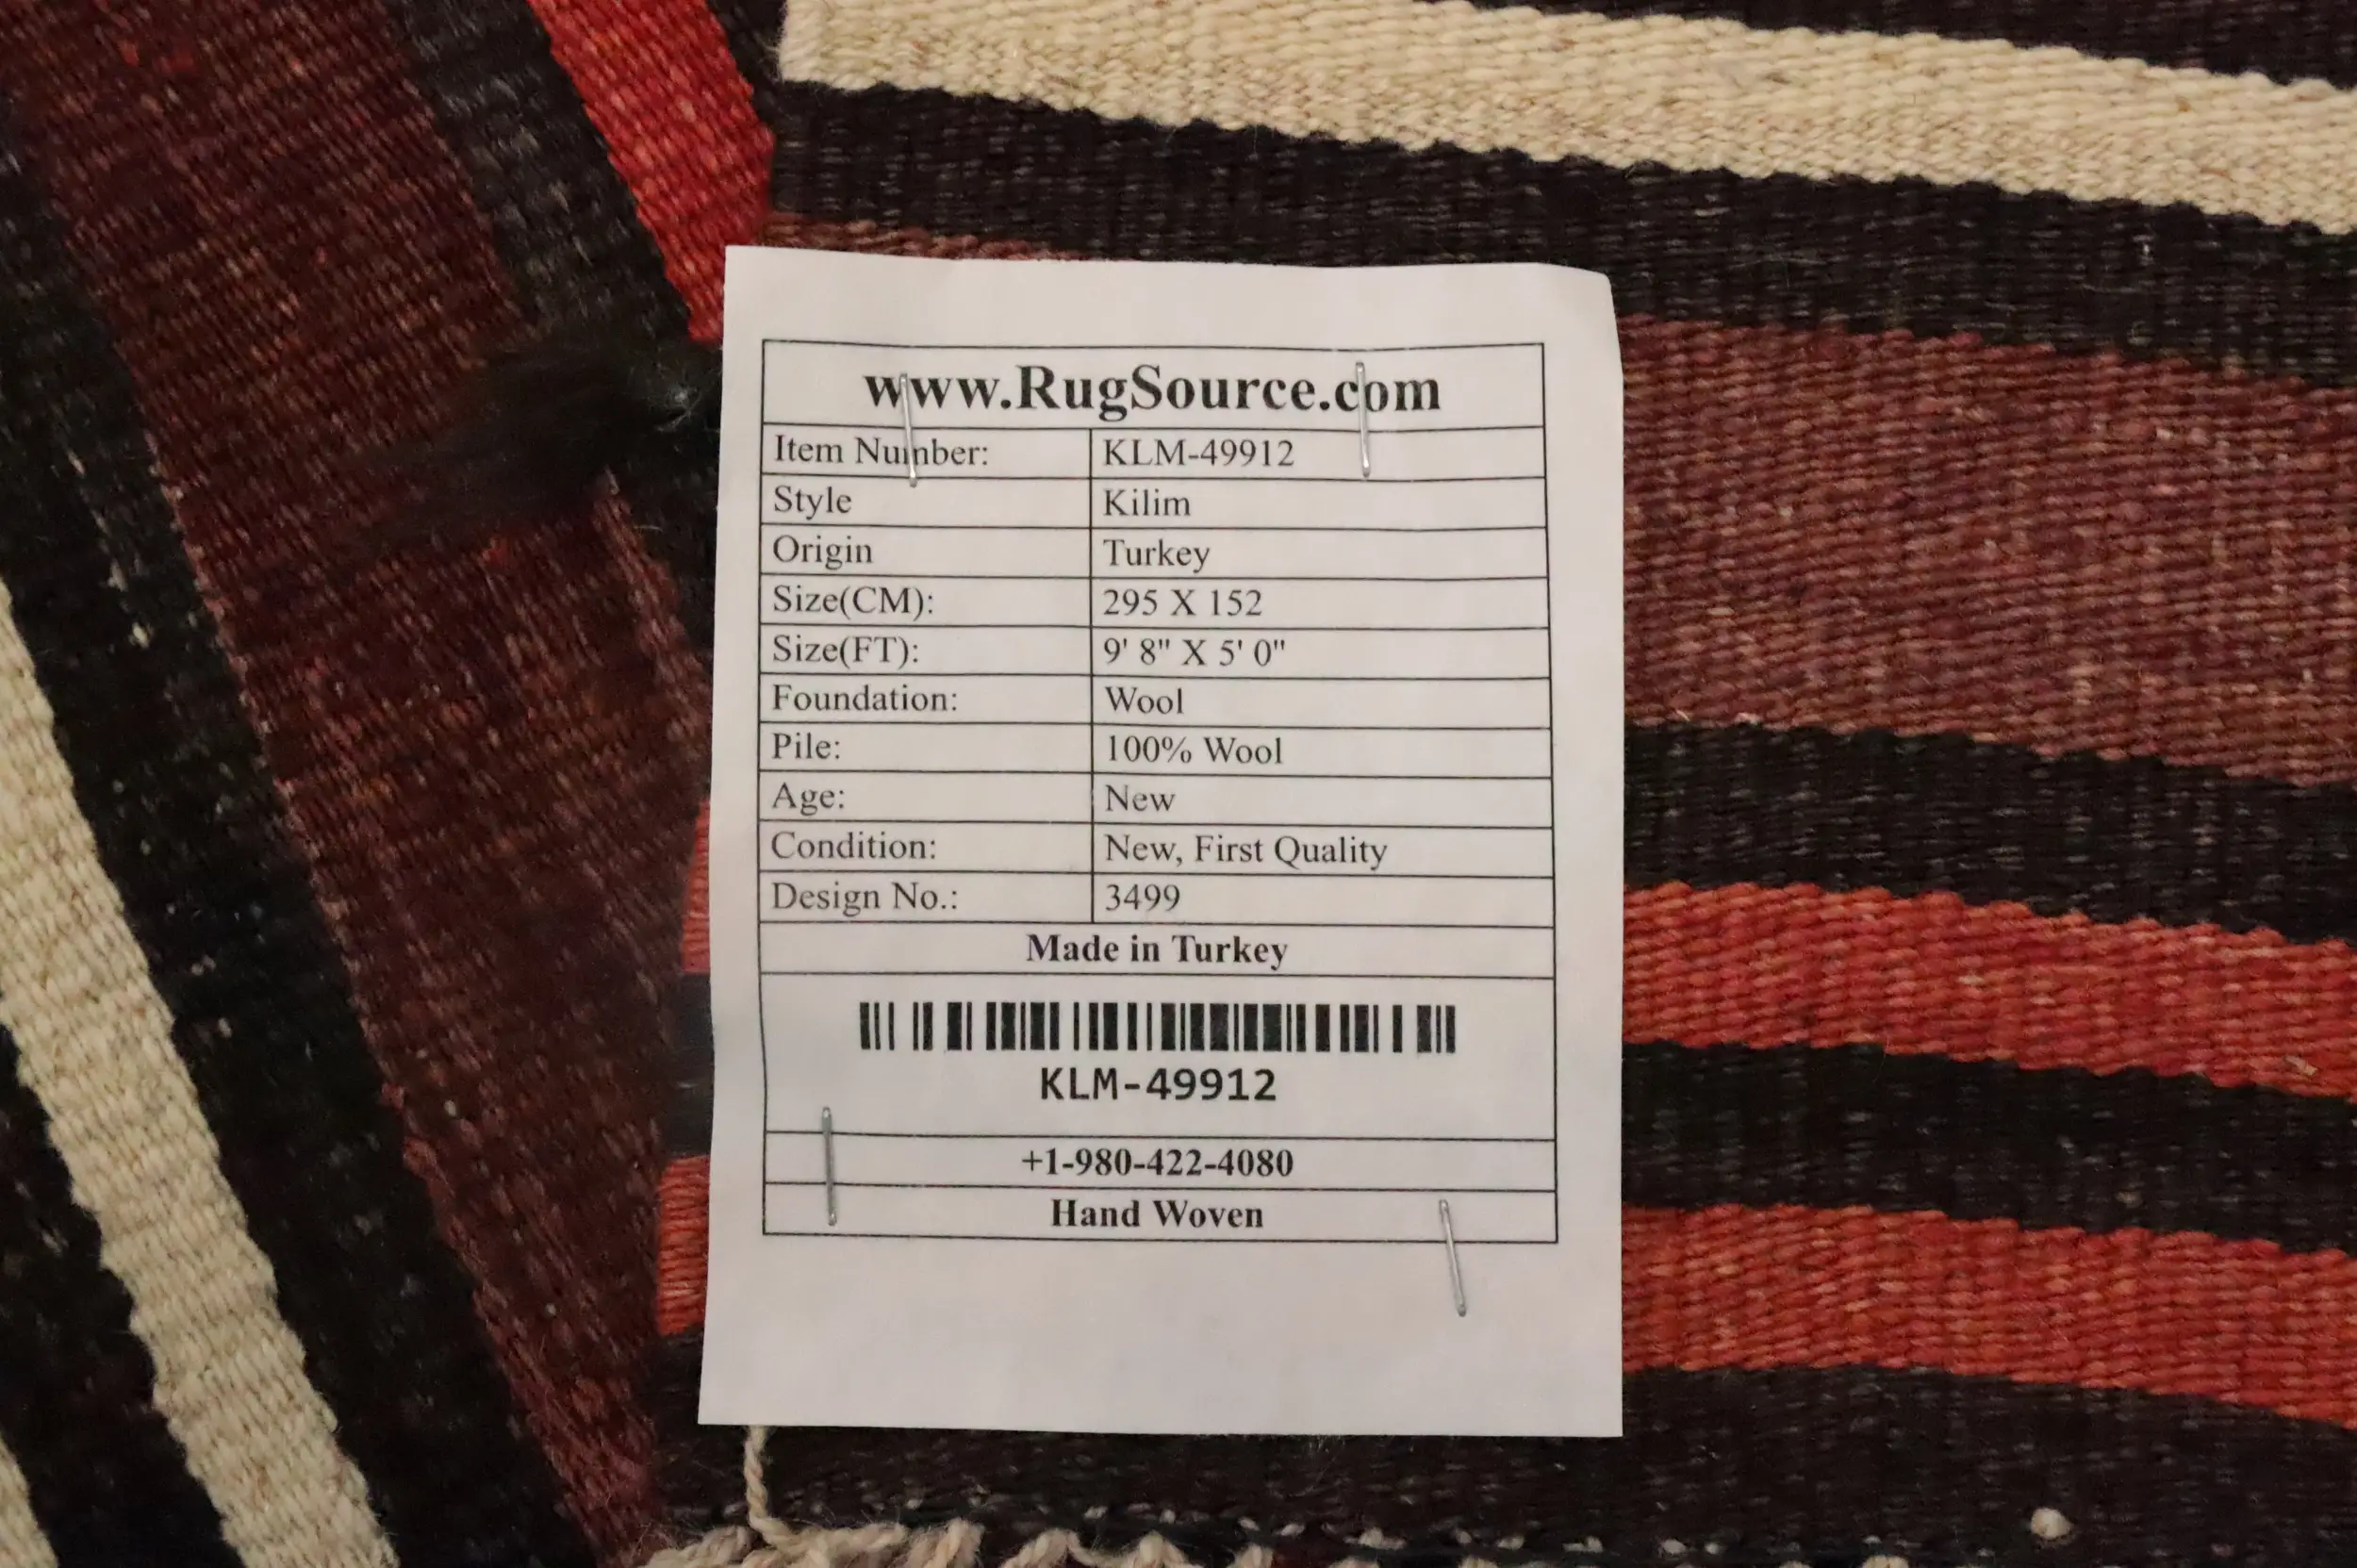 www.RugSource.com
Item Number: KLM-49912
Style Kilim
Origin Turkey
Size(CM): 295 X 152
Size(FT): 9' 8" X 5' 0"
Foundation: Wool
Pile: 100% Wool
Age: New
Condition: New, First Quality
Design No.: 3499
Made in Turkey
KLM-49912
+1-980-422-4080
Hand Woven